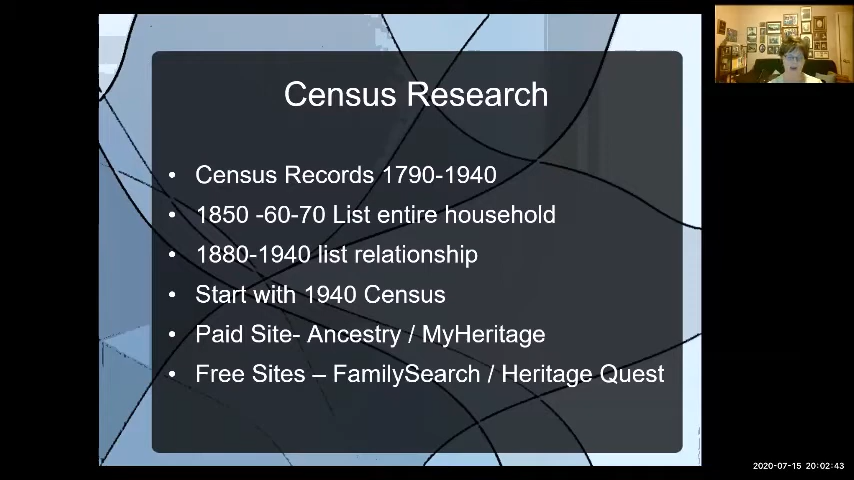 Census Research
• Census Records 1790-1940
• 1850 -60-70 List entire household
• 1880-1940 list relationship
• Start with 1940 Census
• Paid Site- Ancestry / MyHeritage
• Free Sites – FamilySearch / Heritage Quest
2020-07-15 20:02:43